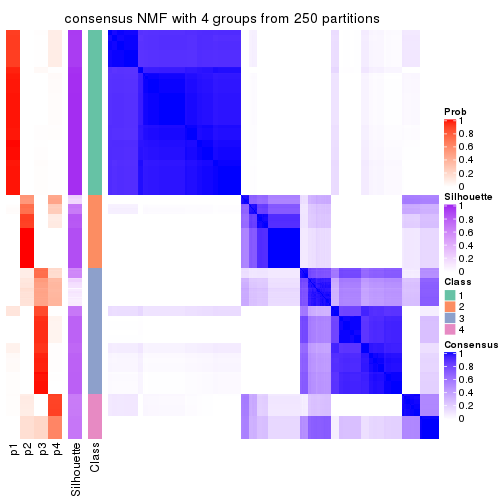 consensus NMF with 4 groups from 250 partitions
Prob
1
0.8
0.6
0.4
0.2
0
Silhouette
1
0.8
0.6
0.4
0.2
0
Class
1
2
3
4
Consensus
1
0.8
0.6
0.4
0.2
0
p1
p2
p3
p4
Silhouette
Class